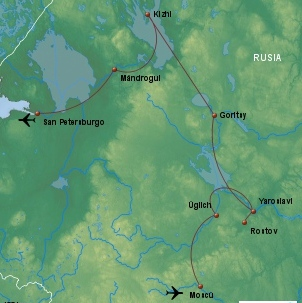 Kizhi
RUSIA
Mandrogui
San Petersburgo
Goritsy
Yaroslavl
Uglich
Rostov
Moscú